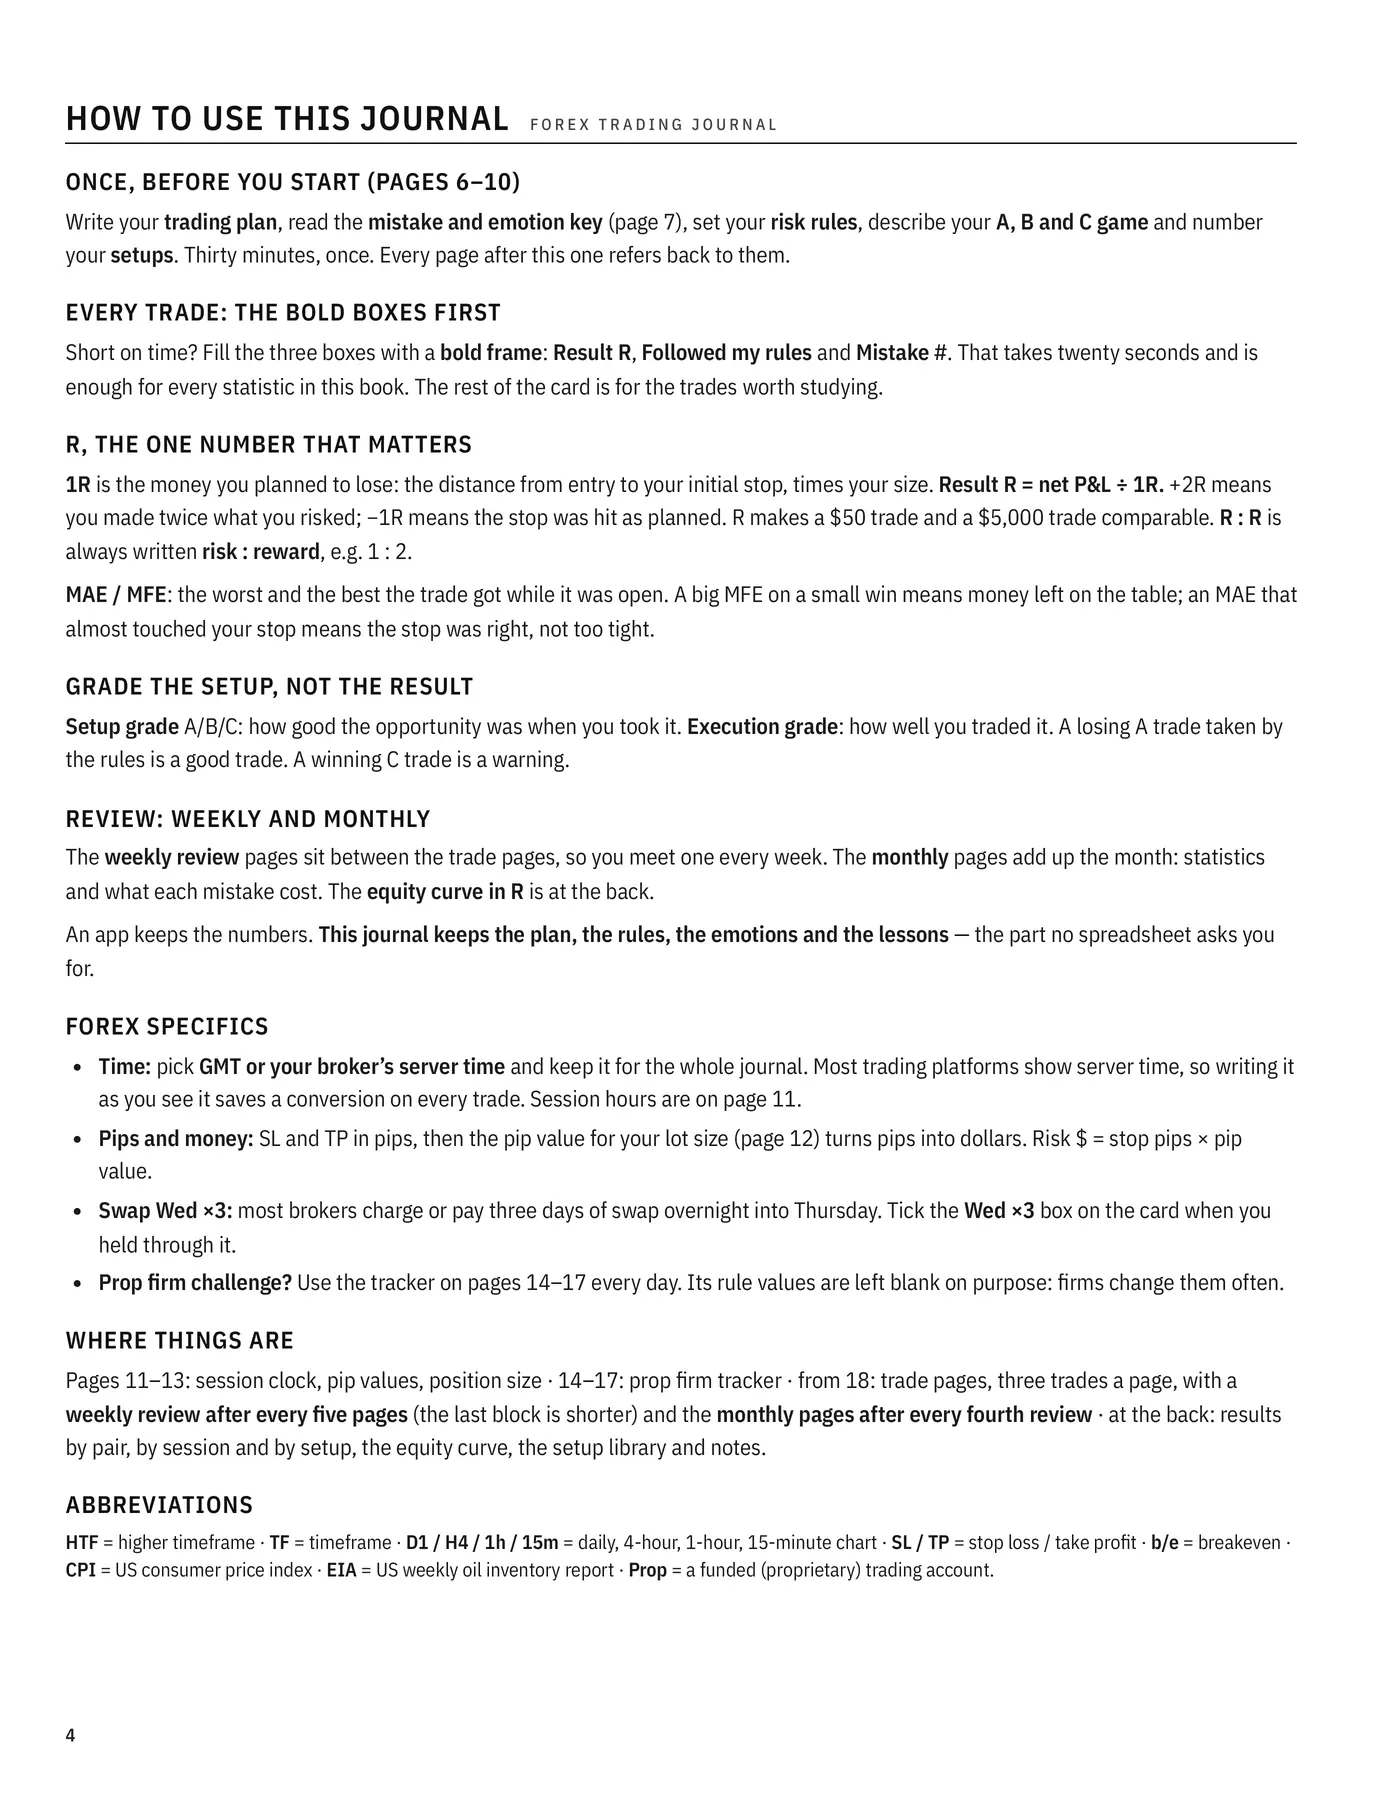 HOW TO USE THIS JOURNAL FOREX TRADING JOURNAL
ONCE, BEFORE YOU START (PAGES 6–10)
Write your trading plan, read the mistake and emotion key (page 7), set your risk rules, describe your A, B and C game and number
your setups. Thirty minutes, once. Every page after this one refers back to them.
EVERY TRADE: THE BOLD BOXES FIRST
Short on time? Fill the three boxes with a bold frame: Result R, Followed my rules and Mistake #. That takes twenty seconds and is
enough for every statistic in this book. The rest of the card is for the trades worth studying.
R, THE ONE NUMBER THAT MATTERS
1R is the money you planned to lose: the distance from entry to your initial stop, times your size. Result R = net P&L ÷ 1R. +2R means
you made twice what you risked; −1R means the stop was hit as planned. R makes a $50 trade and a $5,000 trade comparable. R : R is
always written risk : reward, e.g. 1 : 2.
MAE / MFE: the worst and the best the trade got while it was open. A big MFE on a small win means money left on the table; an MAE that
almost touched your stop means the stop was right, not too tight.
GRADE THE SETUP, NOT THE RESULT
Setup grade A/B/C: how good the opportunity was when you took it. Execution grade: how well you traded it. A losing A trade taken by
the rules is a good trade. A winning C trade is a warning.
REVIEW: WEEKLY AND MONTHLY
The weekly review pages sit between the trade pages, so you meet one every week. The monthly pages add up the month: statistics
and what each mistake cost. The equity curve in R is at the back.
An app keeps the numbers. This journal keeps the plan, the rules, the emotions and the lessons — the part no spreadsheet asks you
for.
FOREX SPECIFICS
• Time: pick GMT or your broker’s server time and keep it for the whole journal. Most trading platforms show server time, so writing it
as you see it saves a conversion on every trade. Session hours are on page 11.
• Pips and money: SL and TP in pips, then the pip value for your lot size (page 12) turns pips into dollars. Risk $ = stop pips × pip
value.
• Swap Wed ×3: most brokers charge or pay three days of swap overnight into Thursday. Tick the Wed ×3 box on the card when you
held through it.
• Prop firm challenge? Use the tracker on pages 14–17 every day. Its rule values are left blank on purpose: firms change them often.
WHERE THINGS ARE
Pages 11–13: session clock, pip values, position size · 14–17: prop firm tracker · from 18: trade pages, three trades a page, with a
weekly review after every five pages (the last block is shorter) and the monthly pages after every fourth review · at the back: results
by pair, by session and by setup, the equity curve, the setup library and notes.
ABBREVIATIONS
HTF = higher timeframe · TF = timeframe · D1 / H4 / 1h / 15m = daily, 4-hour, 1-hour, 15-minute chart · SL / TP = stop loss / take profit · b/e = breakeven ·
CPI = US consumer price index · EIA = US weekly oil inventory report · Prop = a funded (proprietary) trading account.
4